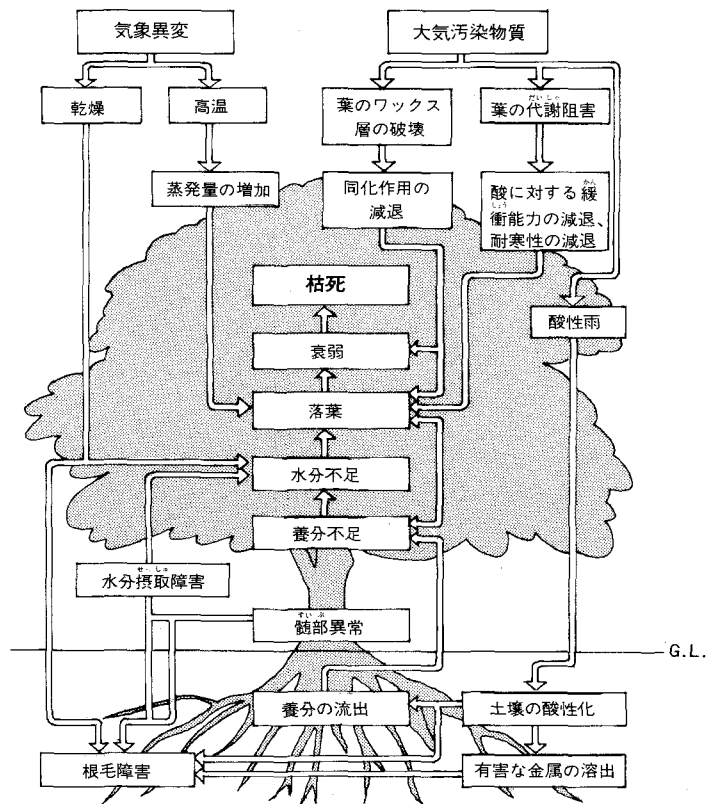 気象異変
大気汚染物質
乾燥
高温
葉のワックス
層の破壊
葉の代謝阻害
たいしゃ
蒸発量の増加
同化作用の
減退
酸に対する緩
かん
衝能力の減退、
しょう
耐寒性の減退
枯死
酸性雨
衰弱
落葉
水分不足
養分不足
水分摂取障害
せっしゅ
髄部異常
ずいぶ
G.L.
養分の流出
土壌の酸性化
根毛障害
有害な金属の溶出